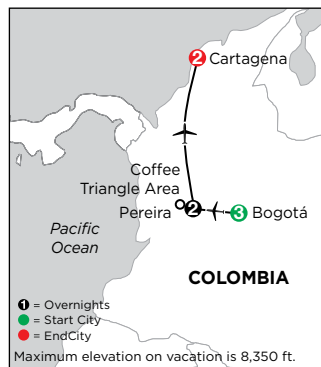 2 Cartagena
Coffee
Triangle Area
Pereira 2 3 Bogotá
Pacific
Ocean
COLOMBIA
1 = Overnights
= Start City
= EndCity
Maximum elevation on vacation is 8,350 ft.